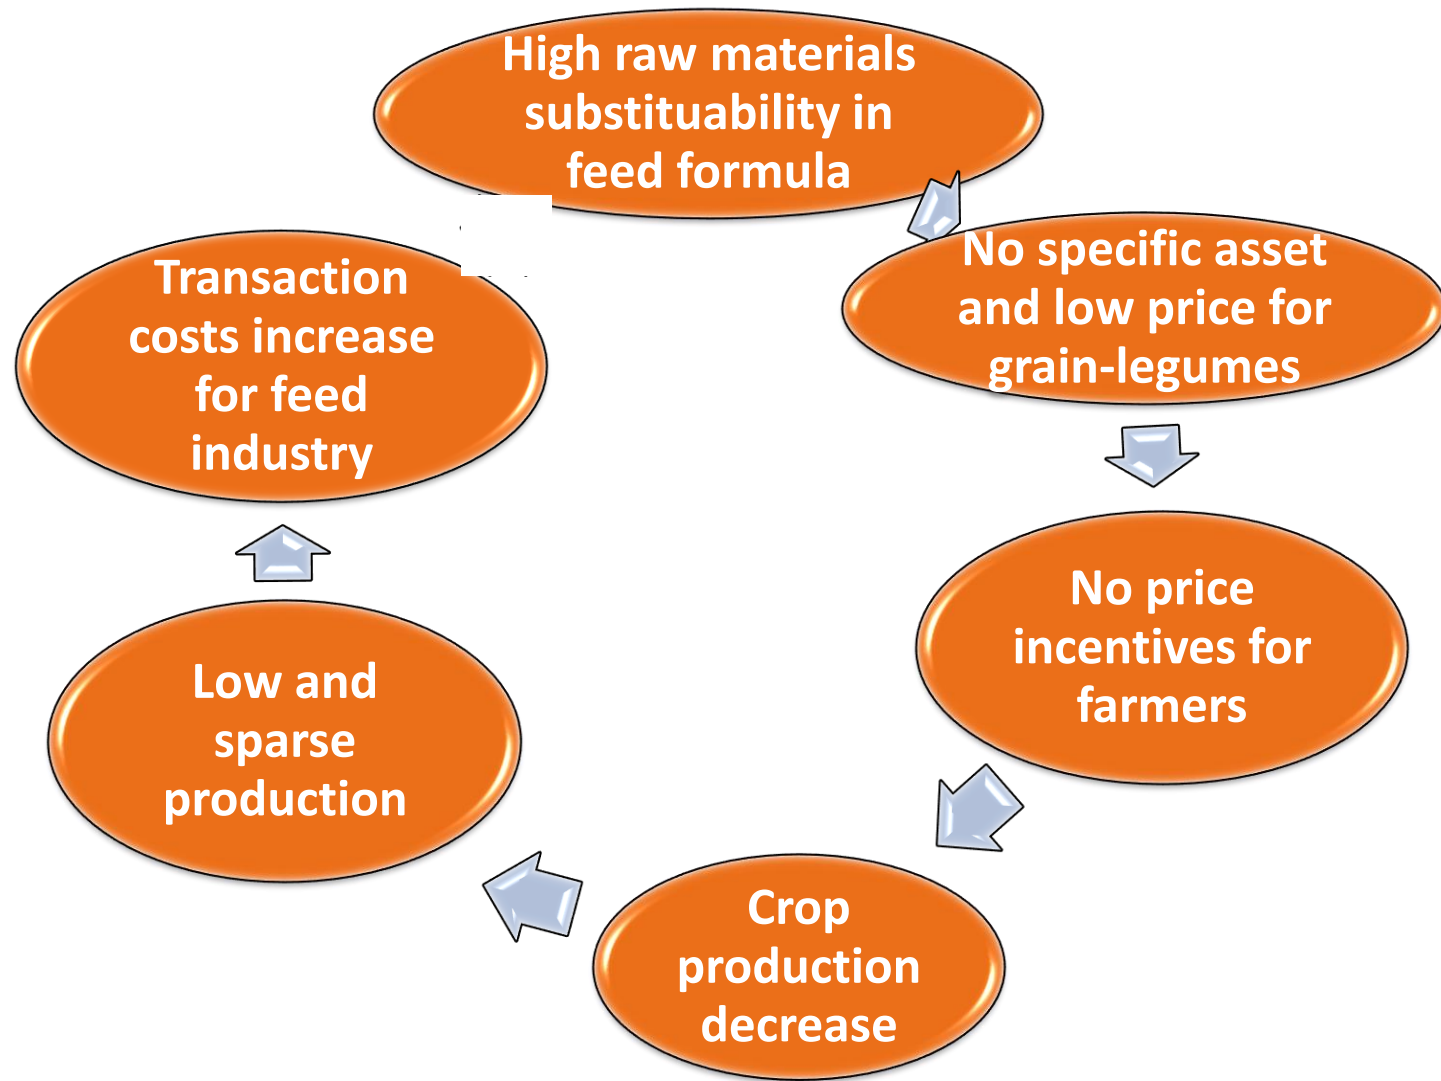 High raw materials
substituability in
feed formula
No specific asset
and low price for
grain-legumes
No price
incentives for
farmers
Crop
production
decrease
Low and
sparse
production
Transaction
costs increase
for feed
industry